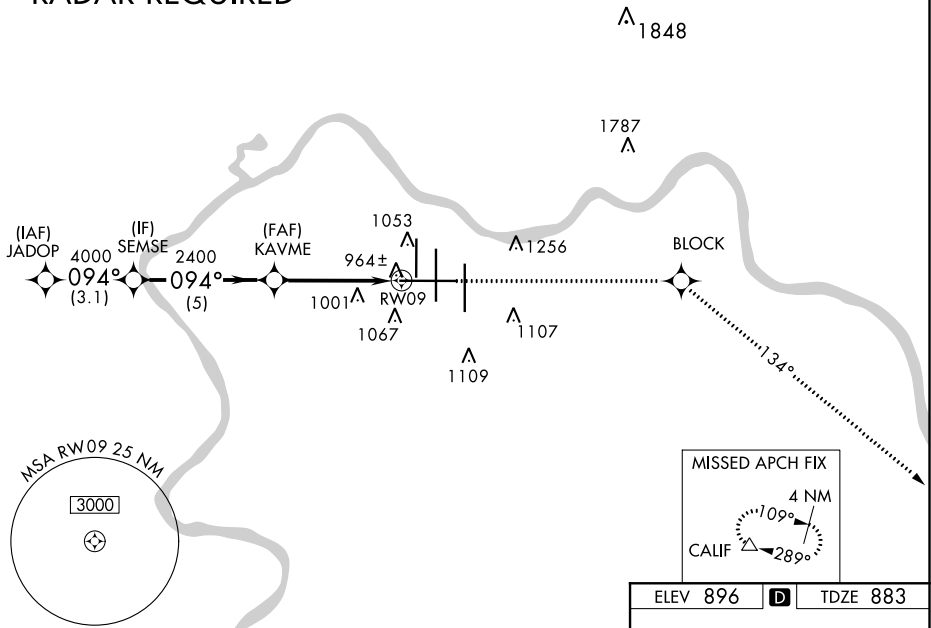 RADAR REQUIRED
1848
1787
(IAF)
JADOP
4000
094°
(3.1)
(IF)
SEMSE
2400
094°
(5)
(FAF)
KAVME
1053
964±
1001
RW09
1067
1256
1107
1109
BLOCK
134°
MSA RW09 25 NM
3000
MISSED APCH FIX
4 NM
109°
CALIF
289°
ELEV 896 D TDZE 883